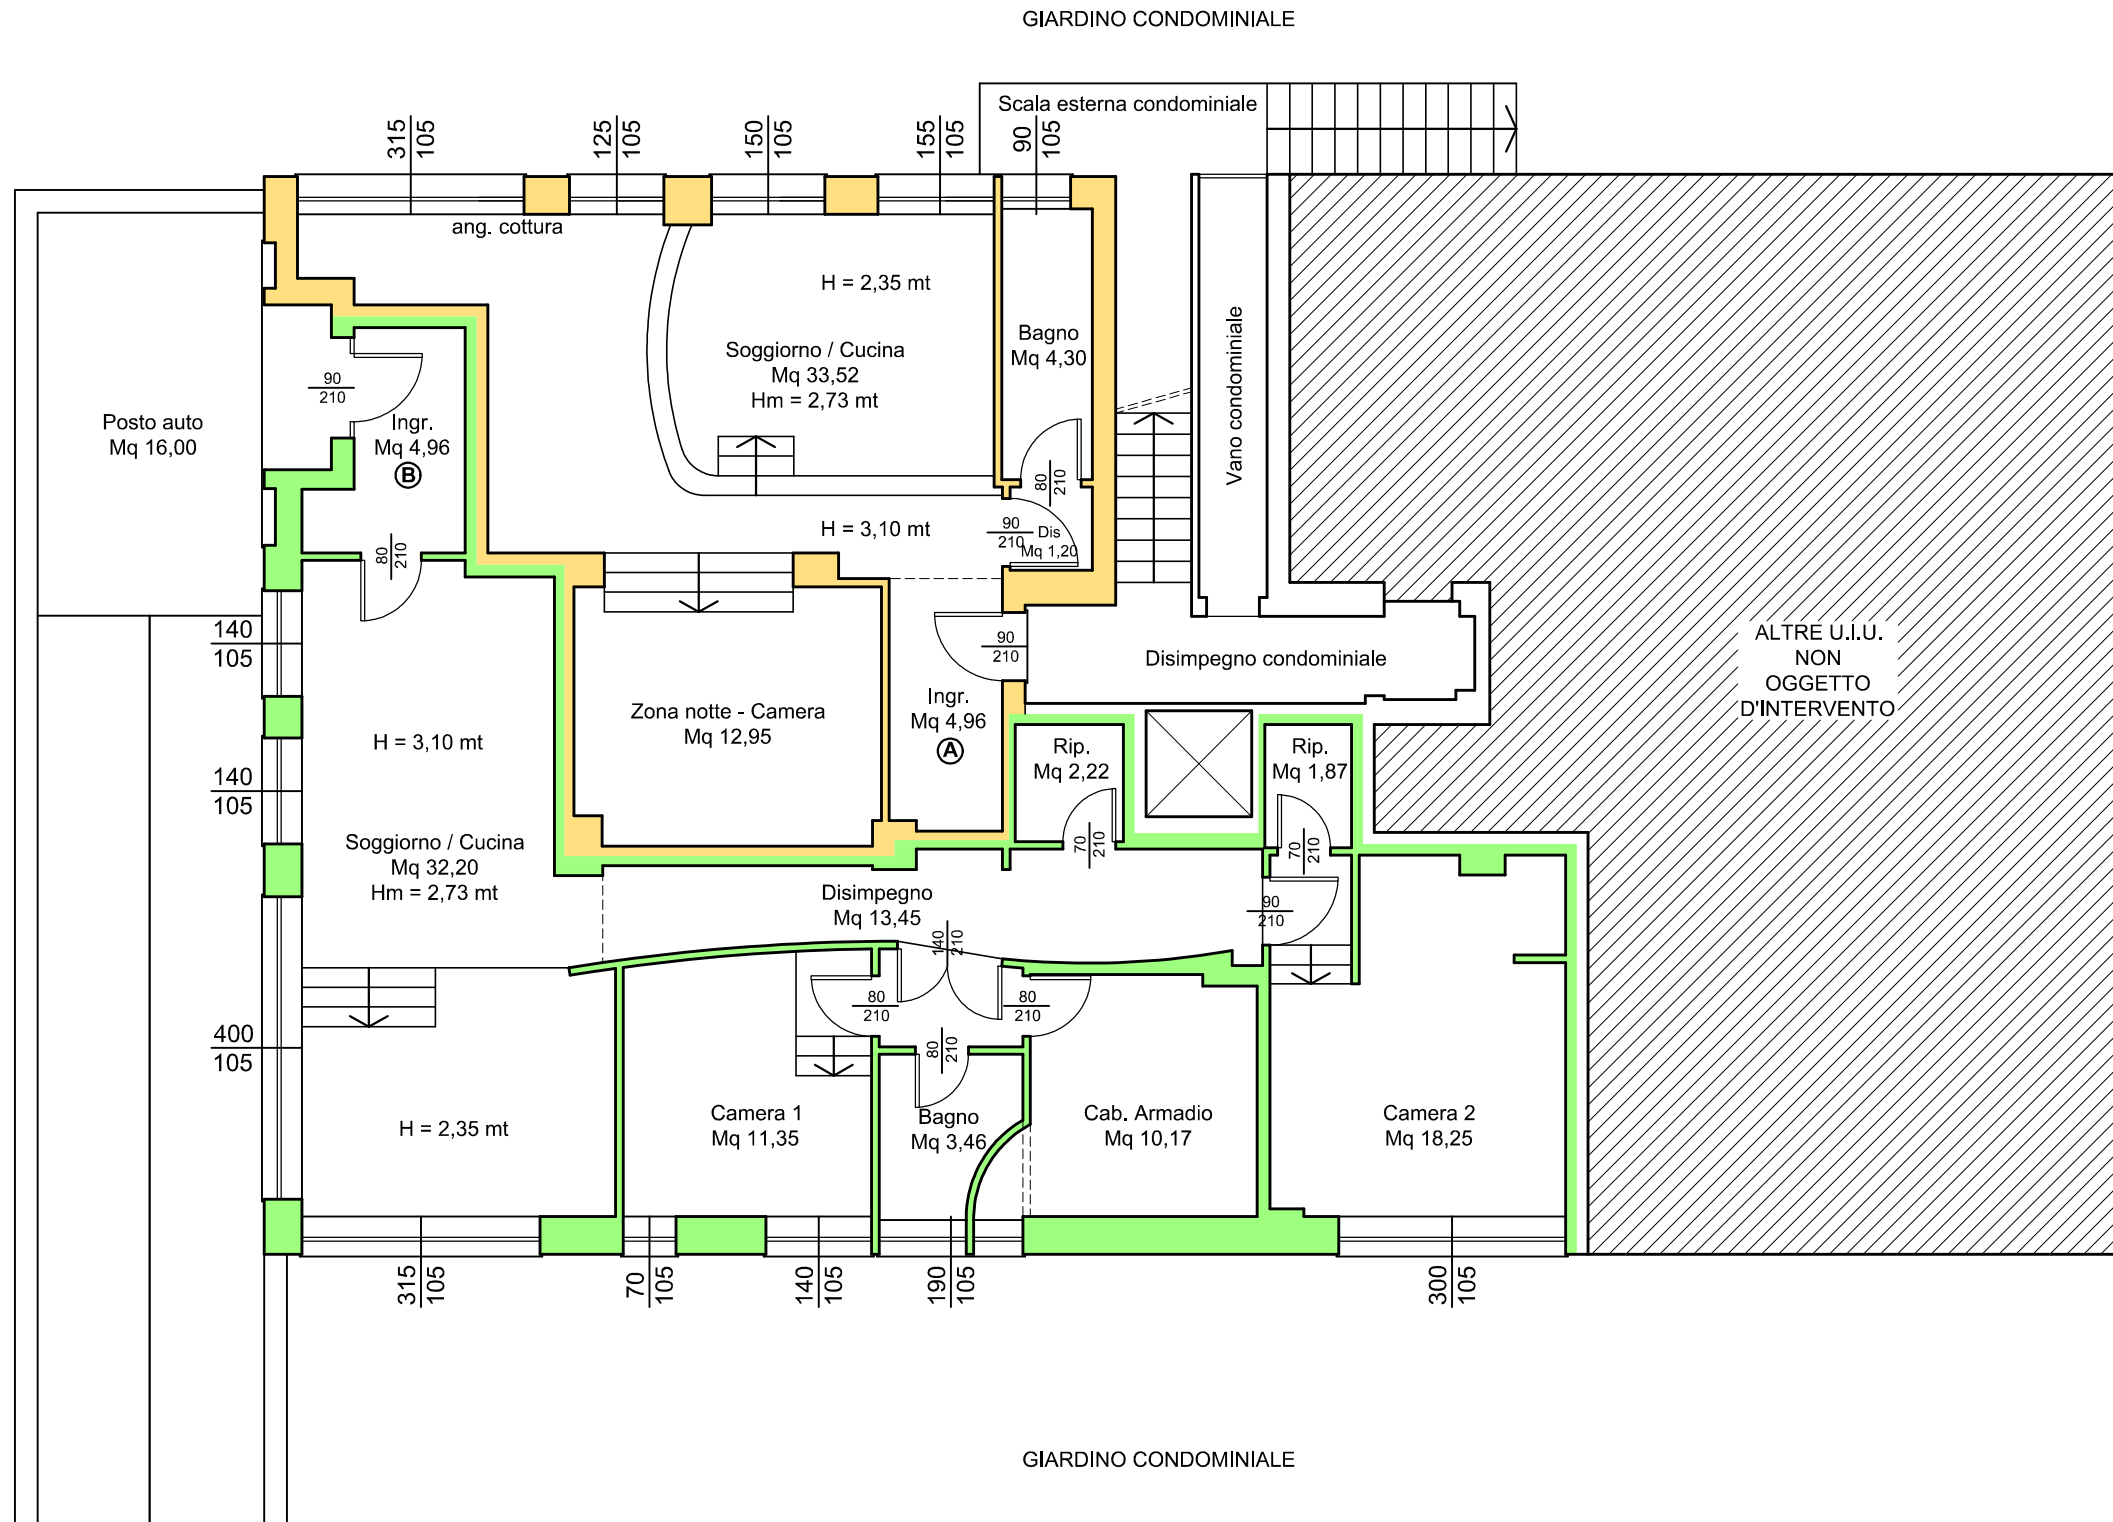 GIARDINO CONDOMINIALE
Scala esterna condominiale
315
105
125
105
150
105
155
105
90
105
ang. cottura
H = 2,35 mt
Soggiorno / Cucina
Mq 33,52
Hm = 2,73 mt
Bagno
Mq 4,30
Vano condominiale
90
210
Posto auto
Mq 16,00
Ingr.
Mq 4,96
B
80
210
80
210
H = 3,10 mt
90
210
Dis
Mq 1,20
140
105
90
210
Disimpegno condominiale
ALTRE U.I.U.
NON
OGGETTO
D'INTERVENTO
Zona notte - Camera
Mq 12,95
Ingr.
Mq 4,96
A
H = 3,10 mt
Rip.
Mq 2,22
Rip.
Mq 1,87
140
105
Soggiorno / Cucina
Mq 32,20
Hm = 2,73 mt
70
210
70
210
Disimpegno
Mq 13,45
90
210
140
210
80
210
80
210
80
210
400
105
H = 2,35 mt
Camera 1
Mq 11,35
Bagno
Mq 3,46
Cab. Armadio
Mq 10,17
Camera 2
Mq 18,25
315
105
70
105
140
105
190
105
300
105
GIARDINO CONDOMINIALE